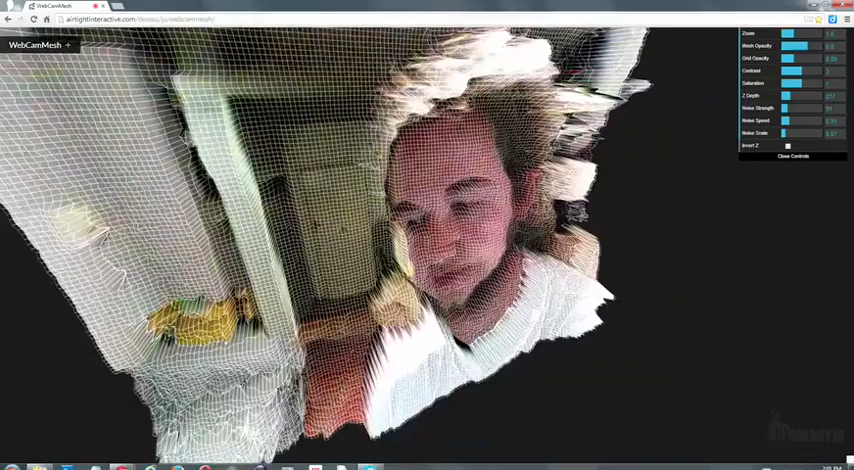 WebCamMesh
airtightinteractive.com/demos/js/webcammesh/
WebCamMesh +
Zoom
Mesh Opacity
Grid Opacity
Contrast
Saturation
Z Depth 217
Noise Strength
Noise Speed
Noise Scale
Invert Z
Close Controls